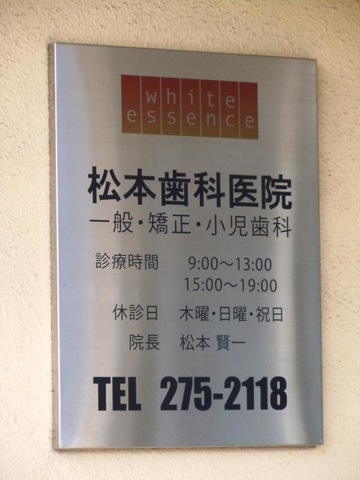 white
essence
松本歯科医院
一般・矯正・小児歯科
診療時間 9:00〜13:00
15:00〜19:00
休診日 木曜・日曜・祝日
院長 松本 賢一
TEL 275-2118